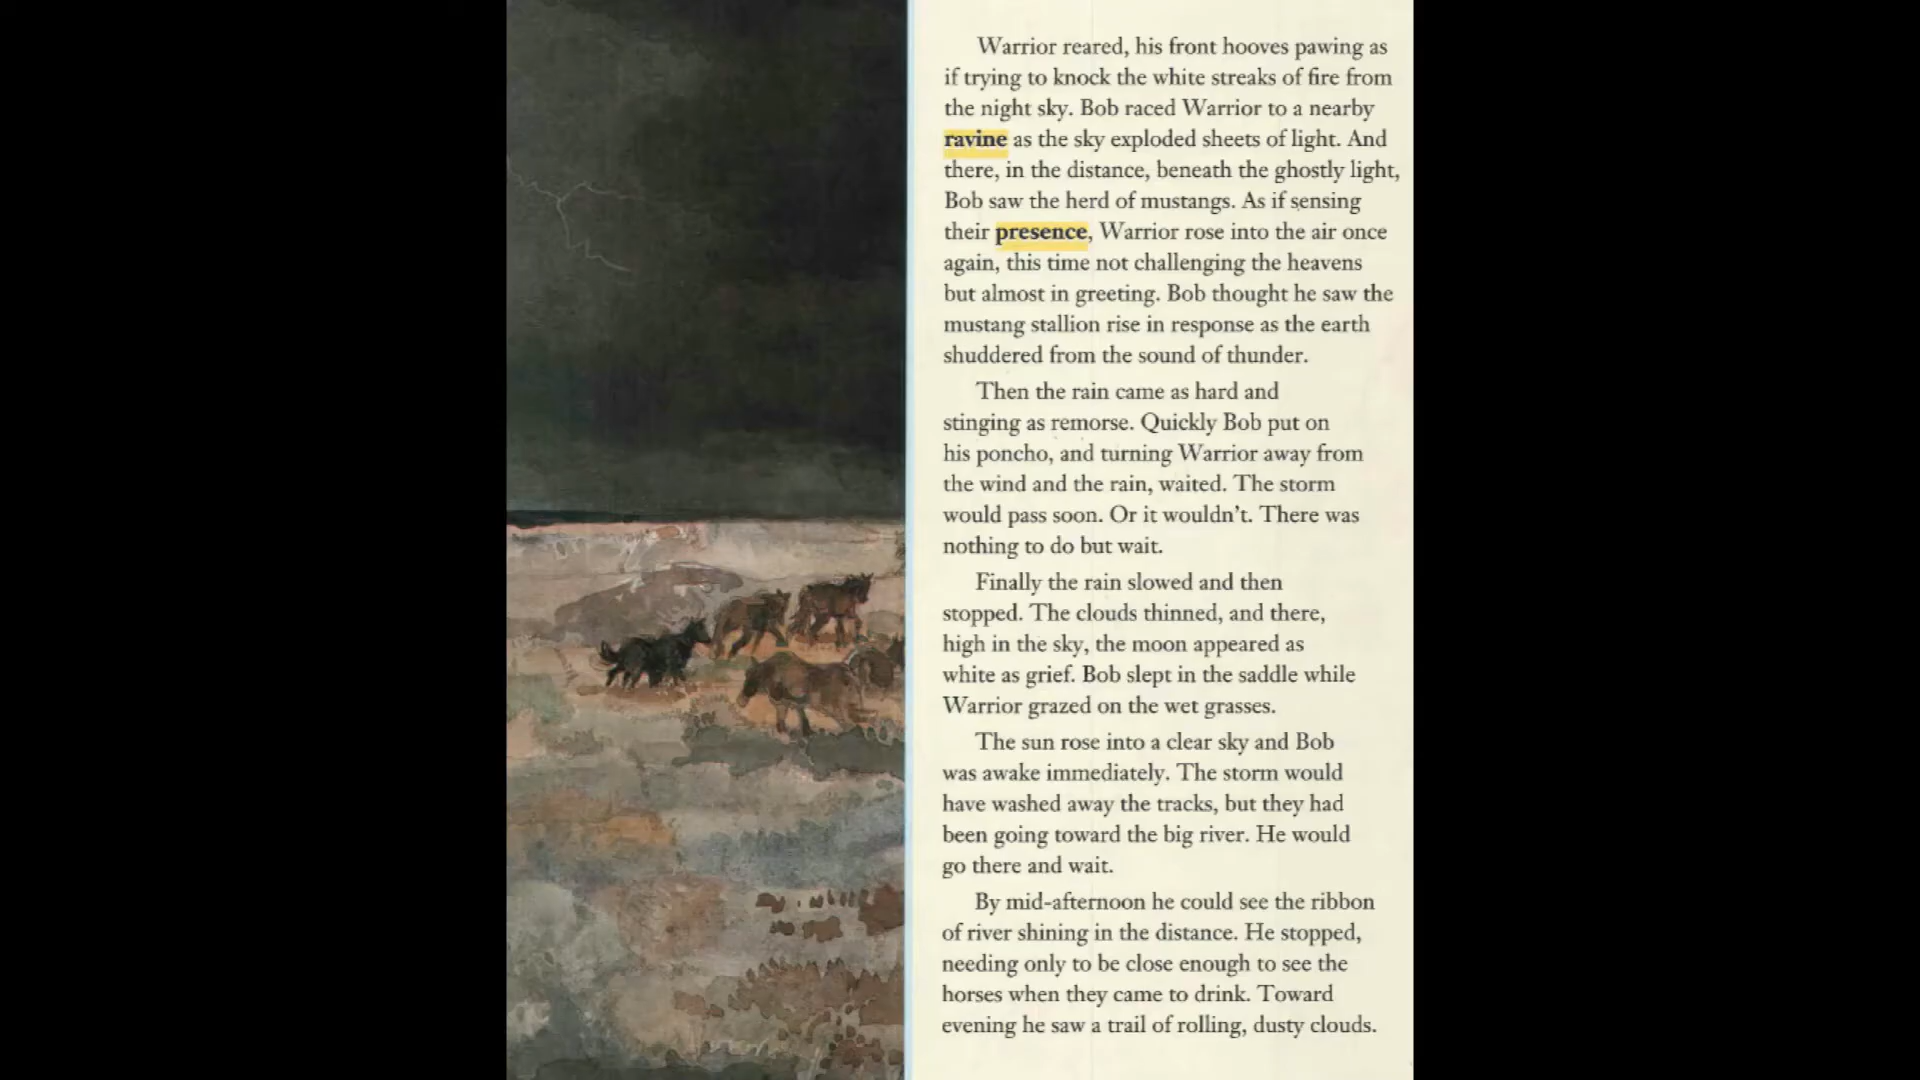 Warrior reared, his front hooves pawing as
if trying to knock the white streaks of fire from
the night sky. Bob raced Warrior to a nearby
ravine as the sky exploded sheets of light. And
there, in the distance, beneath the ghostly light,
Bob saw the herd of mustangs. As if sensing
their presence, Warrior rose into the air once
again, this time not challenging the heavens
but almost in greeting. Bob thought he saw the
mustang stallion rise in response as the earth
shuddered from the sound of thunder.
Then the rain came as hard and
stinging as remorse. Quickly Bob put on
his poncho, and turning Warrior away from
the wind and the rain, waited. The storm
would pass soon. Or it wouldn't. There was
nothing to do but wait.
Finally the rain slowed and then
stopped. The clouds thinned, and there,
high in the sky, the moon appeared as
white as grief. Bob slept in the saddle while
Warrior grazed on the wet grasses.
The sun rose into a clear sky and Bob
was awake immediately. The storm would
have washed away the tracks, but they had
been going toward the big river. He would
go there and wait.
By mid-afternoon he could see the ribbon
of river shining in the distance. He stopped,
needing only to be close enough to see the
horses when they came to drink. Toward
evening he saw a trail of rolling, dusty clouds.